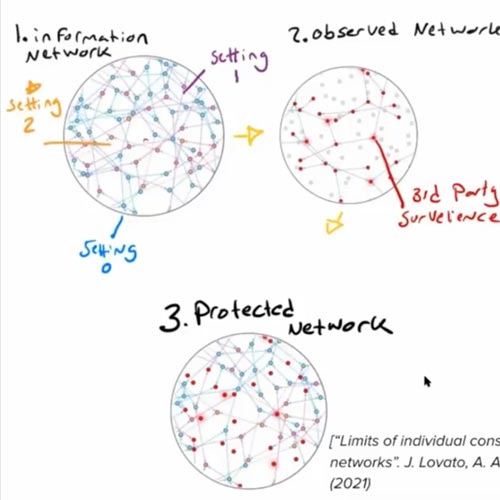 1. information
Network
Setting
1
Setting
2
Setting
0
2. observed Network
3rd Party
Survelience
3. Protected
Network
["Limits of individual cons
networks". J. Lovato, A. A
(2021)